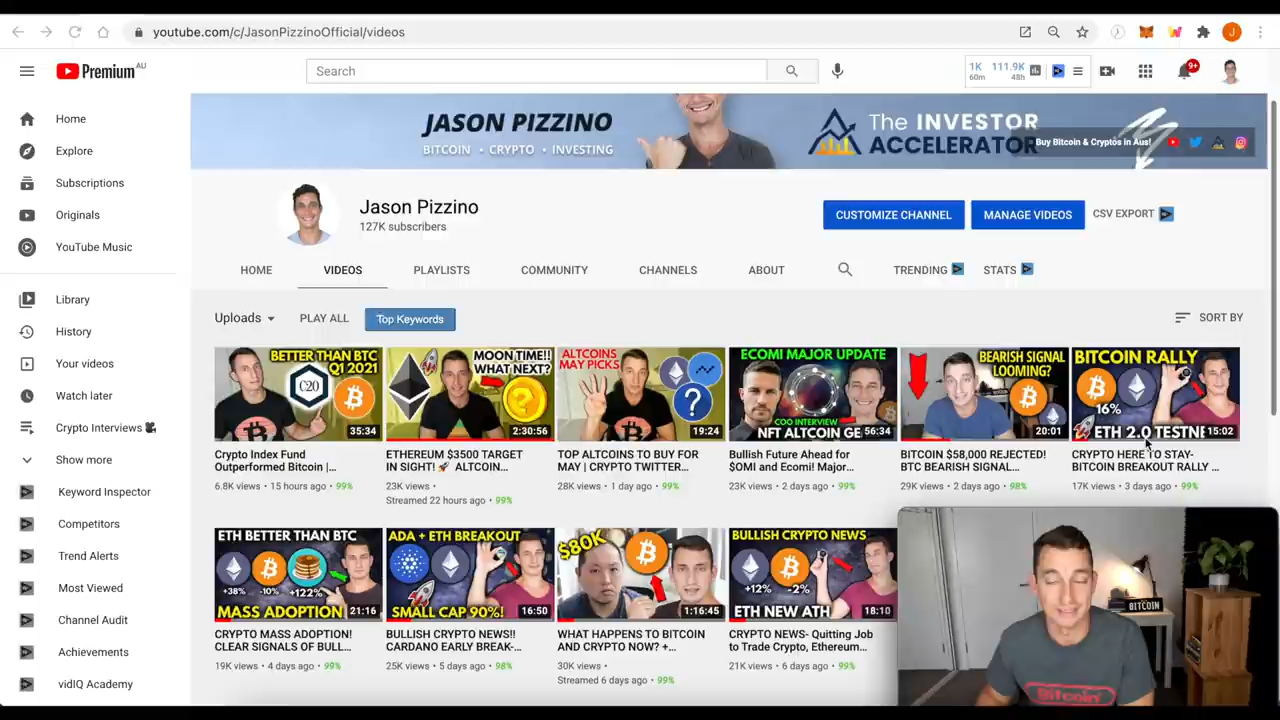 youtube.com/c/JasonPizzinoOfficial/videos
Premium AU
Search
1K 111.9K
60m 48h
9+
J
Home
Explore
Subscriptions
Originals
YouTube Music
Library
History
Your videos
Watch later
Crypto Interviews
Show more
Keyword Inspector
Competitors
Trend Alerts
Most Viewed
Channel Audit
Achievements
vidIQ Academy
JASON PIZZINO
BITCOIN • CRYPTO • INVESTING
The INVESTOR
ACCELERATOR
Buy Bitcoin & Cryptos in Aus!
Jason Pizzino
127K subscribers
CUSTOMIZE CHANNEL
MANAGE VIDEOS
CSV EXPORT
HOME
VIDEOS
PLAYLISTS
COMMUNITY
CHANNELS
ABOUT
TRENDING
STATS
Uploads
PLAY ALL
Top Keywords
SORT BY
BETTER THAN BTC
Q1 2021
C20
35:34
Crypto Index Fund
Outperformed Bitcoin |...
6.8K views • 15 hours ago • 99%
MOON TIME!!
WHAT NEXT?
2:30:56
ETHEREUM $3500 TARGET
IN SIGHT! 🚀 ALTCOIN...
23K views •
Streamed 22 hours ago • 99%
ALTCOINS
MAY PICKS
19:24
TOP ALTCOINS TO BUY FOR
MAY | CRYPTO TWITTER...
28K views • 1 day ago • 99%
ECOMI MAJOR UPDATE
COO INTERVIEW
NFT ALTCOIN GE
56:34
Bullish Future Ahead for
$OMI and Ecomi! Major...
23K views • 2 days ago • 99%
BEARISH SIGNAL
LOOMING?
20:01
BITCOIN $58,000 REJECTED!
BTC BEARISH SIGNAL...
29K views • 2 days ago • 98%
BITCOIN RALLY
16%
ETH 2.0 TESTNE
15:02
CRYPTO HERE TO STAY-
BITCOIN BREAKOUT RALLY ...
17K views • 3 days ago • 99%
ETH BETTER THAN BTC
+38% -10% +122%
MASS ADOPTION
21:16
CRYPTO MASS ADOPTION!
CLEAR SIGNALS OF BULL...
19K views • 4 days ago • 99%
ADA + ETH BREAKOUT
SMALL CAP 90%!
16:50
BULLISH CRYPTO NEWS!!
CARDANO EARLY BREAK-...
25K views • 5 days ago • 98%
$80K
1:16:45
WHAT HAPPENS TO BITCOIN
AND CRYPTO NOW? +...
30K views •
Streamed 6 days ago • 99%
BULLISH CRYPTO NEWS
+12% -2%
ETH NEW ATH
18:10
CRYPTO NEWS- Quitting Job
to Trade Crypto, Ethereum...
21K views • 6 days ago • 99%
BITCOIN
Bitcoin